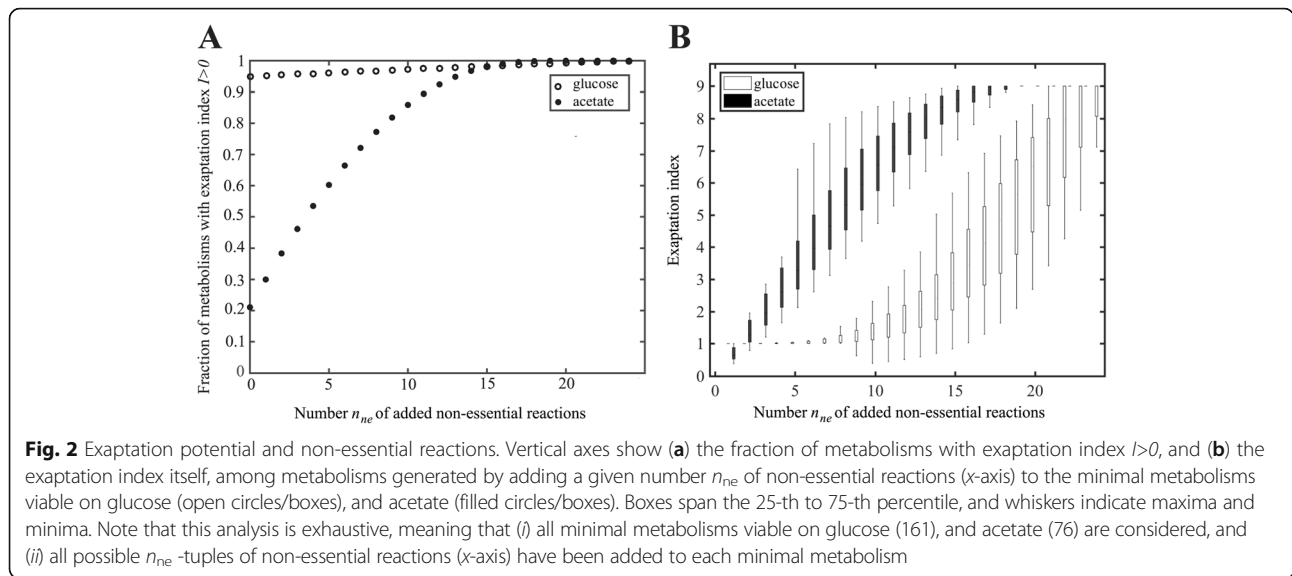 A
B
Fraction of metabolisms with exaptation index I>0
1
0.9
0.8
0.7
0.6
0.5
0.4
0.3
0.2
0.1
0
0 5 10 15 20
glucose
acetate
Number nne of added non-essential reactions
Exaptation index
9
8
7
6
5
4
3
2
1
0
0 5 10 15 20
glucose
acetate
Number nne of added non-essential reactions
Fig. 2 Exaptation potential and non-essential reactions. Vertical axes show (a) the fraction of metabolisms with exaptation index I>0, and (b) the
exaptation index itself, among metabolisms generated by adding a given number nne of non-essential reactions (x-axis) to the minimal metabolisms
viable on glucose (open circles/boxes), and acetate (filled circles/boxes). Boxes span the 25-th to 75-th percentile, and whiskers indicate maxima and
minima. Note that this analysis is exhaustive, meaning that (i) all minimal metabolisms viable on glucose (161), and acetate (76) are considered, and
(ii) all possible nne -tuples of non-essential reactions (x-axis) have been added to each minimal metabolism